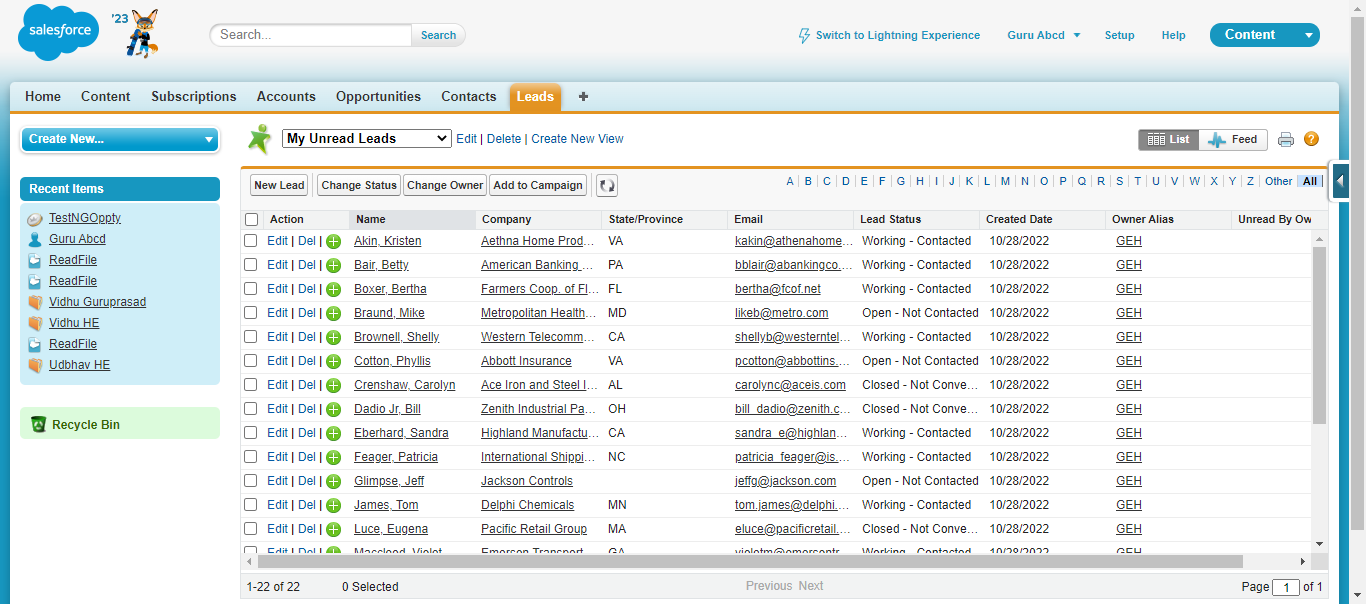 salesforce '23 Search... Search Switch to Lightning Experience Guru Abcd Setup Help Content
Home Content Subscriptions Accounts Opportunities Contacts Leads +
Create New...
Recent Items
TestNGOppty
Guru Abcd
ReadFile
ReadFile
Vidhu Guruprasad
Vidhu HE
ReadFile
Udbhav HE
Recycle Bin
My Unread Leads Edit | Delete | Create New View List Feed ?
New Lead Change Status Change Owner Add to Campaign A B C D E F G H I J K L M N O P Q R S T U V W X Y Z Other All
Action Name Company State/Province Email Lead Status Created Date Owner Alias Unread By Ow
Edit | Del | Akin, Kristen Aethna Home Prod... VA kakin@athenahome... Working - Contacted 10/28/2022 GEH
Edit | Del | Bair, Betty American Banking ... PA bblair@abankingco.... Working - Contacted 10/28/2022 GEH
Edit | Del | Boxer, Bertha Farmers Coop. of Fl... FL bertha@fcof.net Working - Contacted 10/28/2022 GEH
Edit | Del | Braund, Mike Metropolitan Health... MD likeb@metro.com Open - Not Contacted 10/28/2022 GEH
Edit | Del | Brownell, Shelly Western Telecomm... CA shellyb@westerntel... Working - Contacted 10/28/2022 GEH
Edit | Del | Cotton, Phyllis Abbott Insurance VA pcotton@abbottins... Open - Not Contacted 10/28/2022 GEH
Edit | Del | Crenshaw, Carolyn Ace Iron and Steel I... AL carolync@aceis.com Closed - Not Conve... 10/28/2022 GEH
Edit | Del | Dadio Jr, Bill Zenith Industrial Pa... OH bill_dadio@zenith.c... Closed - Not Conve... 10/28/2022 GEH
Edit | Del | Eberhard, Sandra Highland Manufactu... CA sandra_e@highlan... Working - Contacted 10/28/2022 GEH
Edit | Del | Feager, Patricia International Shippi... NC patricia_feager@is... Working - Contacted 10/28/2022 GEH
Edit | Del | Glimpse, Jeff Jackson Controls jeffg@jackson.com Open - Not Contacted 10/28/2022 GEH
Edit | Del | James, Tom Delphi Chemicals MN tom.james@delphi.... Working - Contacted 10/28/2022 GEH
Edit | Del | Luce, Eugena Pacific Retail Group MA eluce@pacificretail... Closed - Not Conve... 10/28/2022 GEH
Edit | Del | Maccleod, Violet Emerson Transport GA violetm@emersontr... Working - Contacted 10/28/2022 GEH
1-22 of 22 0 Selected Previous Next Page 1 of 1